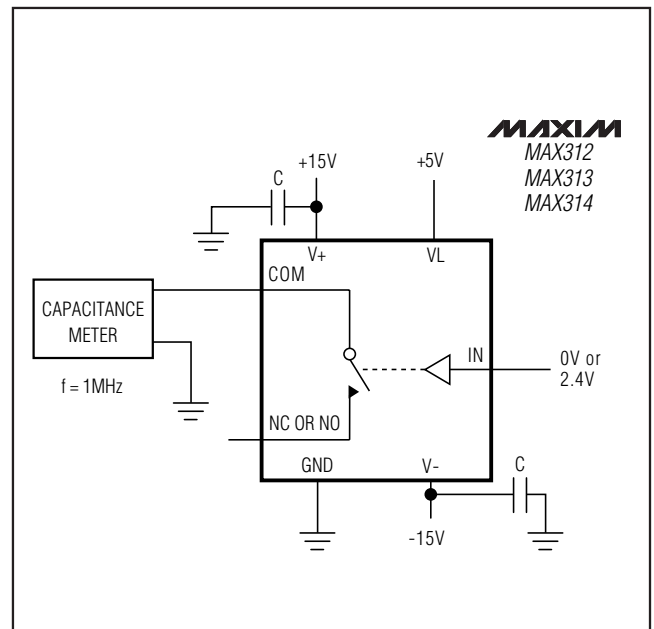 MAXIM
MAX312
MAX313
MAX314
+15V
+5V
C
V+
VL
COM
CAPACITANCE
METER
f = 1MHz
IN
0V or
2.4V
NC OR NO
GND
V-
C
-15V